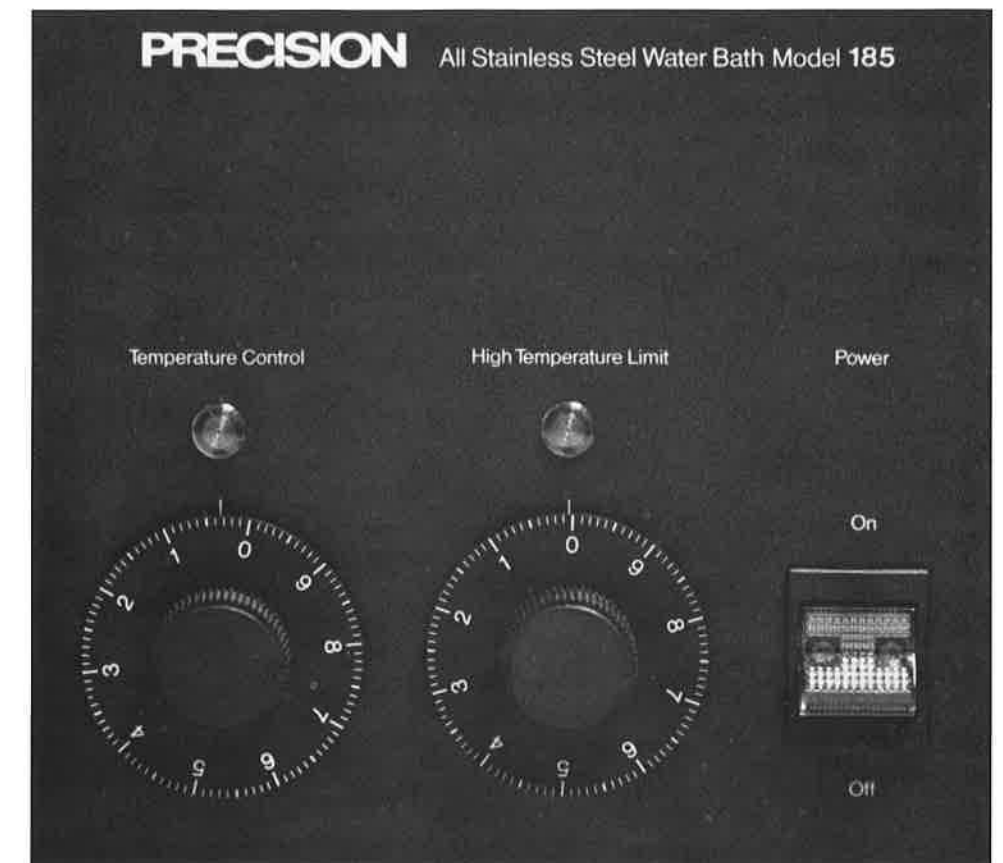 PRECISION All Stainless Steel Water Bath Model 185
Temperature Control High Temperature Limit Power
On
0 1 2 3 4 5 6 7 8 9
0 1 2 3 4 5 6 7 8 9
Off